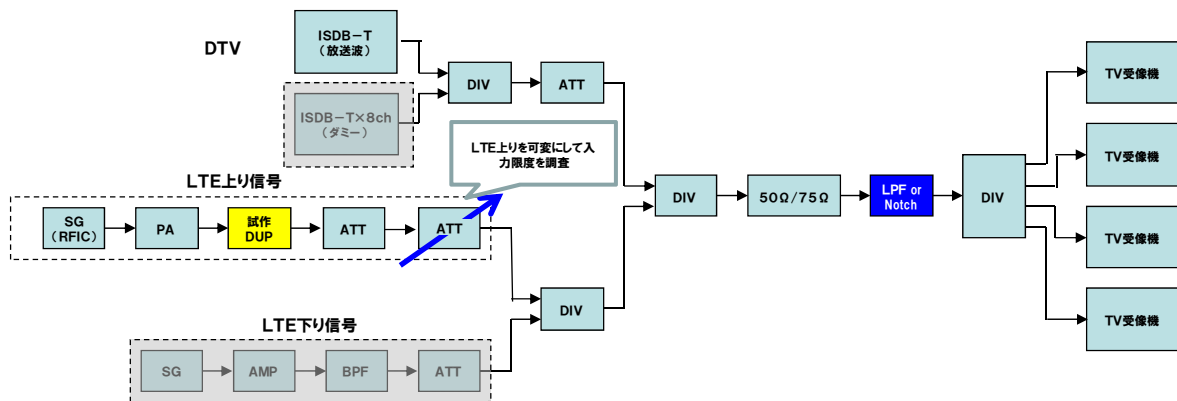 DTV
ISDB-T
(放送波)
DIV
ATT
ISDB-T×8ch
(ダミー)
LTE上りを可変にして入
力限度を調査
LTE上り信号
SG
(RFIC)
PA
試作
DUP
ATT
ATT
DIV
50Ω/75Ω
LPF or
Notch
DIV
TV受像機
TV受像機
TV受像機
TV受像機
DIV
LTE下り信号
SG
AMP
BPF
ATT